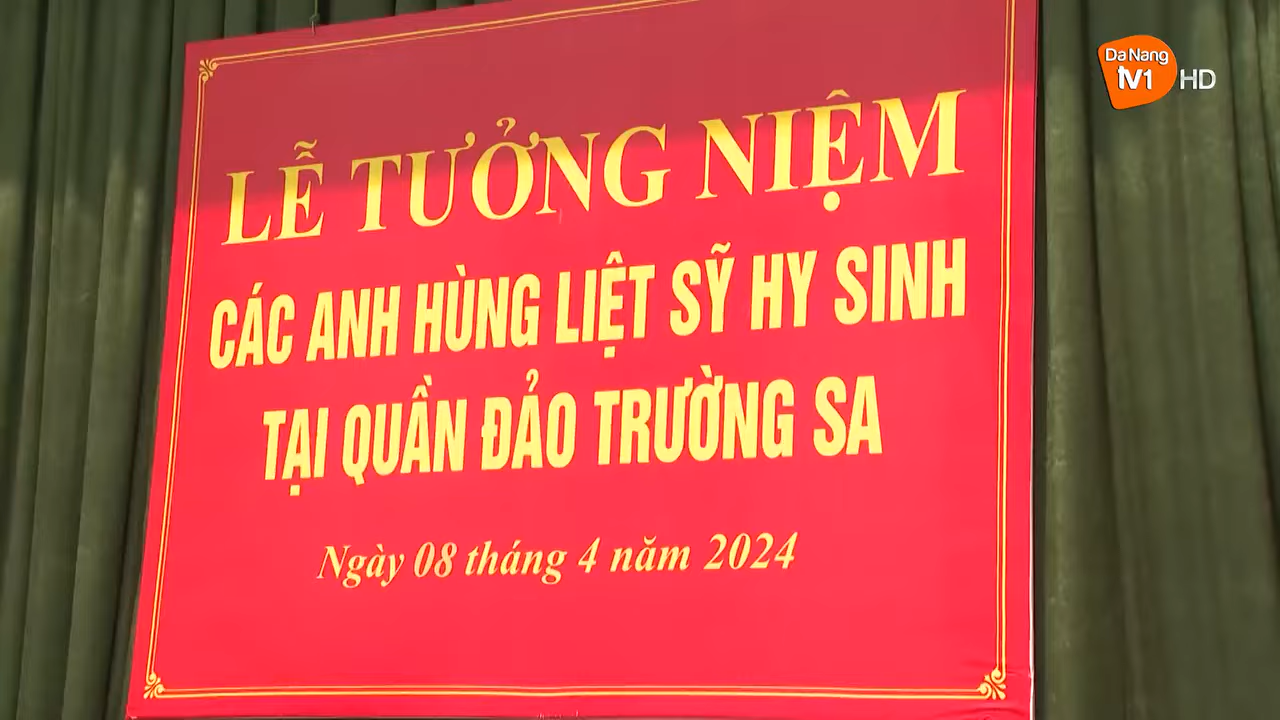 Da Nang
TV1 HD
LỄ TƯỞNG NIỆM
CÁC ANH HÙNG LIỆT SỸ HY SINH
TẠI QUẦN ĐẢO TRƯỜNG SA
Ngày 08 tháng 4 năm 2024